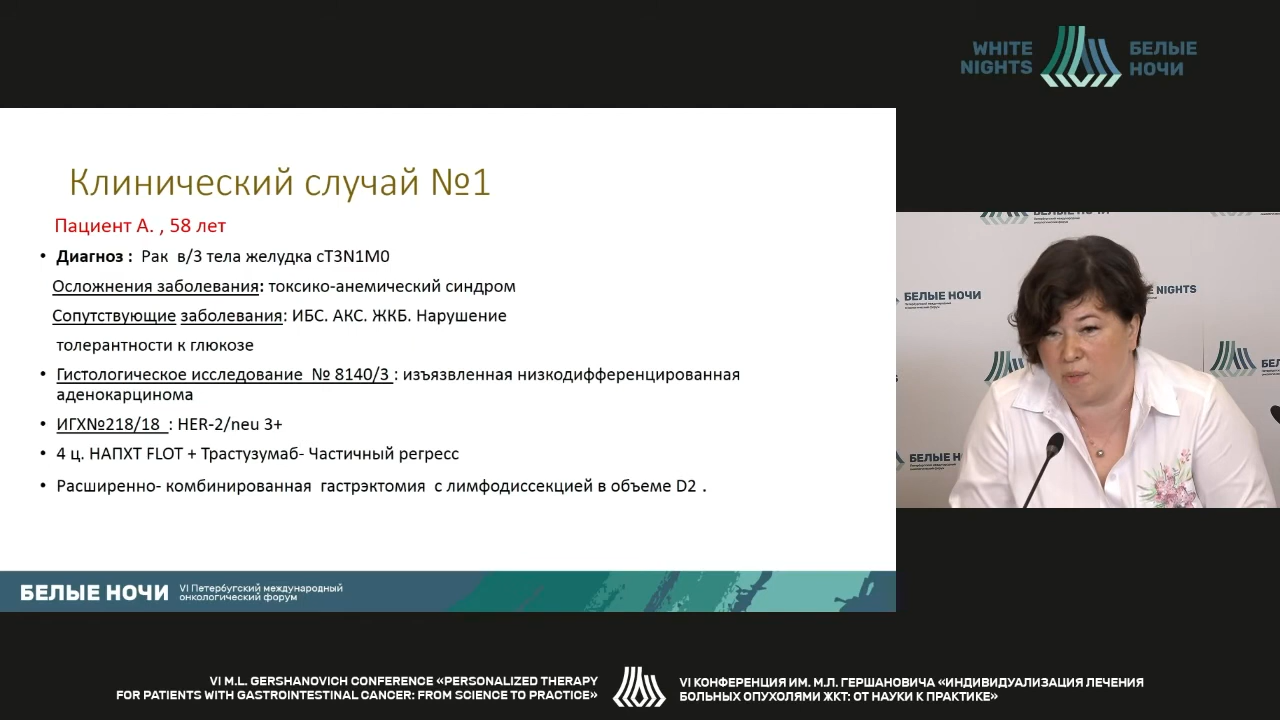 WHITE
NIGHTS
БЕЛЫЕ
НОЧИ
Клинический случай №1
Пациент А. , 58 лет
• Диагноз : Рак в/3 тела желудка cT3N1M0
Осложнения заболевания: токсико-анемический синдром
Сопутствующие заболевания: ИБС. АКС. ЖКБ. Нарушение
толерантности к глюкозе
• Гистологическое исследование № 8140/3 : изъязвленная низкодифференцированная
аденокарцинома
• ИГХ№218/18 : HER-2/neu 3+
• 4 ц. НАПХТ FLOT + Трастузумаб- Частичный регресс
• Расширенно- комбинированная гастрэктомия с лимфодиссекцией в объеме D2 .
БЕЛЫЕ НОЧИ
VI Петербургский международный
онкологический форум
БЕЛЫЕ НОЧИ
NIGHTS
БЕЛЫЕ
VI M.L. GERSHANOVICH CONFERENCE «PERSONALIZED THERAPY
FOR PATIENTS WITH GASTROINTESTINAL CANCER: FROM SCIENCE TO PRACTICE»
VI КОНФЕРЕНЦИЯ ИМ. М.Л. ГЕРШАНОВИЧА «ИНДИВИДУАЛИЗАЦИЯ ЛЕЧЕНИЯ
БОЛЬНЫХ ОПУХОЛЯМИ ЖКТ: ОТ НАУКИ К ПРАКТИКЕ»